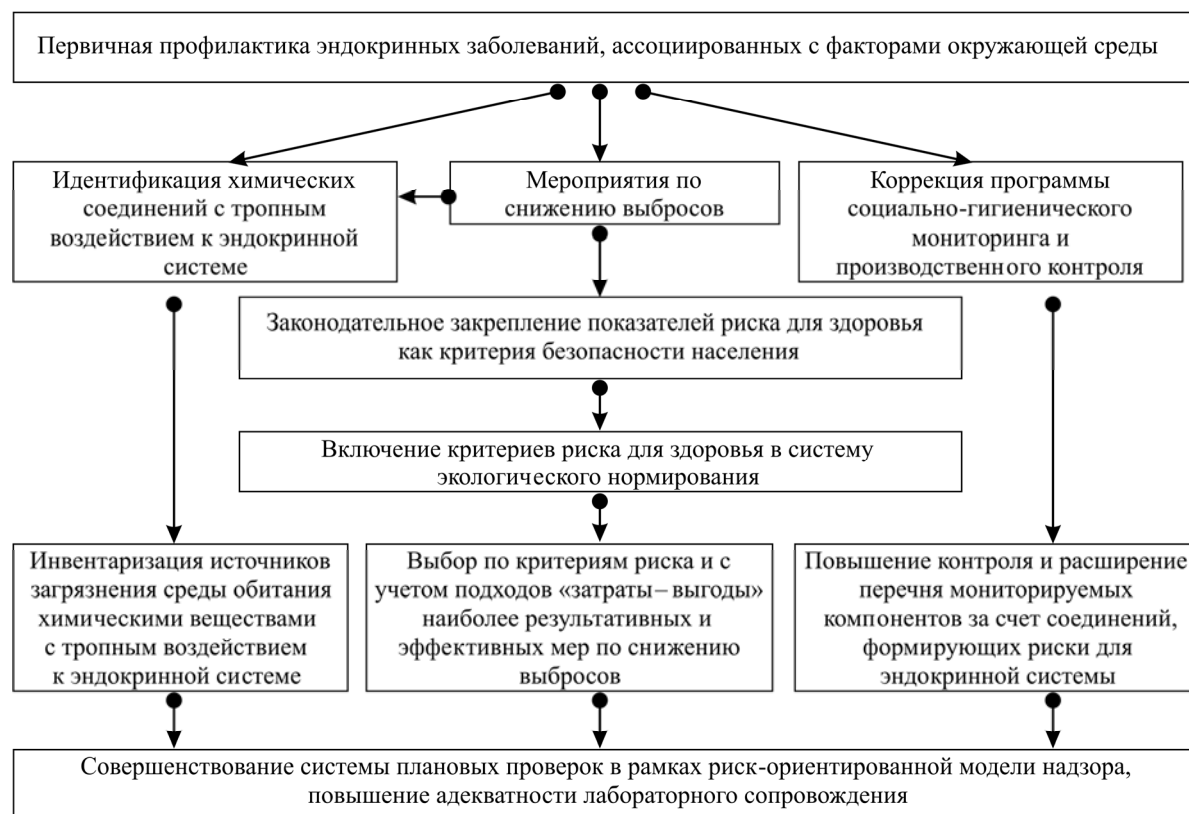 Первичная профилактика эндокринных заболеваний, ассоциированных с факторами окружающей среды
Идентификация химических
соединений с тропным
воздействием к эндокринной
системе
Мероприятия по
снижению выбросов
Коррекция программы
социально-гигиенического
мониторинга и
производственного контроля
Законодательное закрепление показателей риска для здоровья
как критерия безопасности населения
Включение критериев риска для здоровья в систему
экологического нормирования
Инвентаризация источников
загрязнения среды обитания
химическими веществами
с тропным воздействием
к эндокринной системе
Выбор по критериям риска и с
учетом подходов «затраты–выгоды»
наиболее результативных и
эффективных мер по снижению
выбросов
Повышение контроля и расширение
перечня мониторируемых
компонентов за счет соединений,
формирующих риски для
эндокринной системы
Совершенствование системы плановых проверок в рамках риск-ориентированной модели надзора,
повышение адекватности лабораторного сопровождения